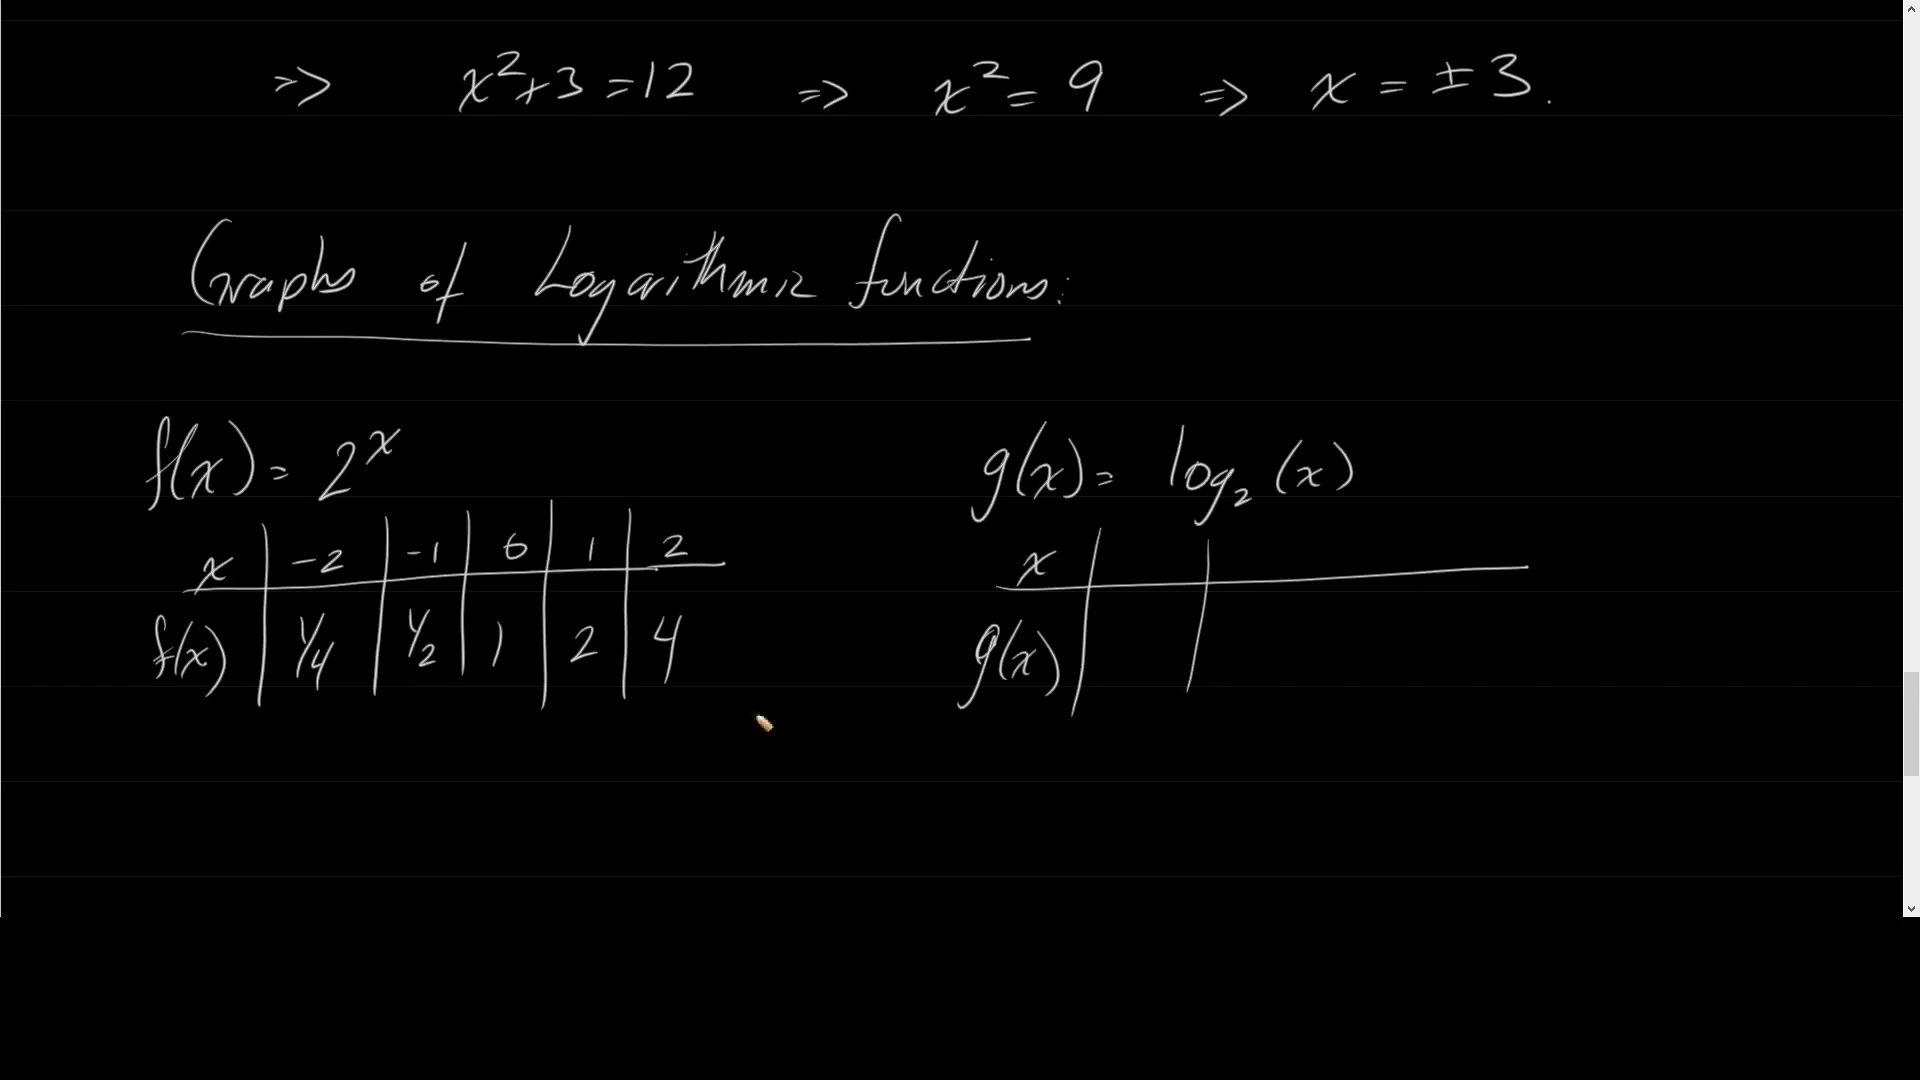 => x²+3=12 => x²=9 => x=±3.
Graphs of Logarithmic functions:
f(x)= 2ˣ g(x)= log₂(x)
x | -2 | -1 | 0 | 1 | 2 x
f(x) | 1/4 | 1/2 | 1 | 2 | 4 g(x)